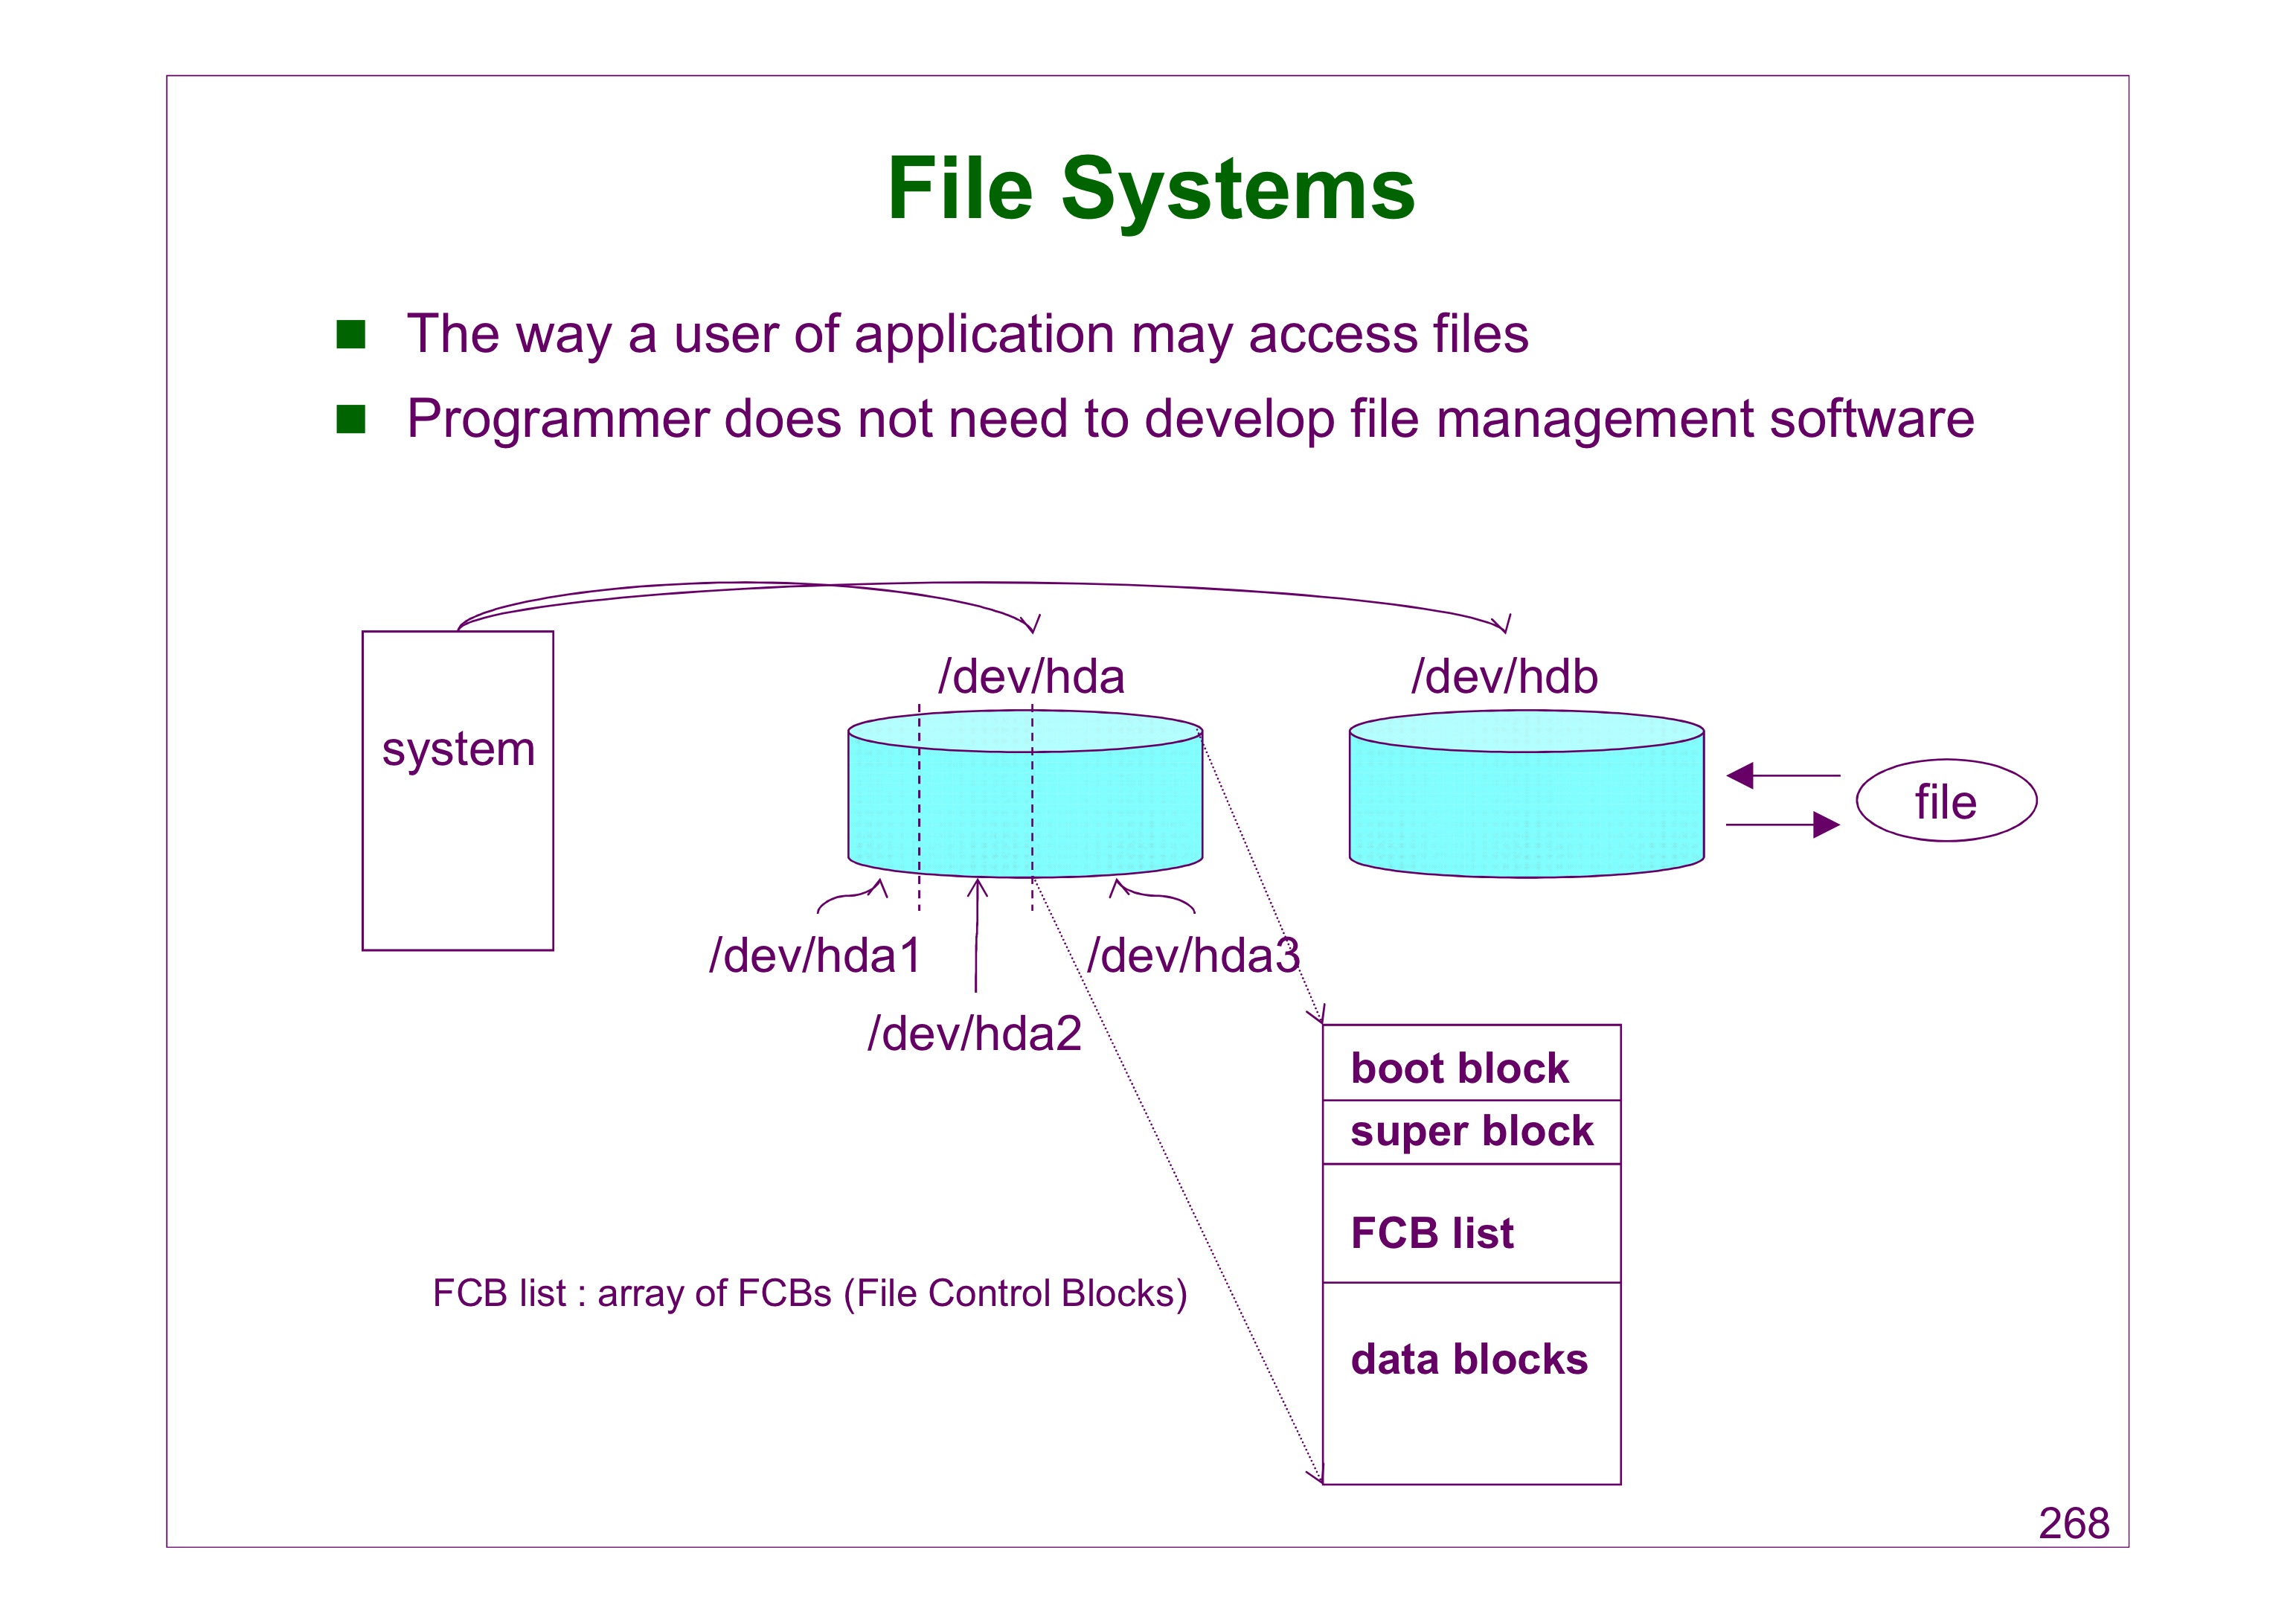 File Systems
The way a user of application may access files
Programmer does not need to develop file management software
system
/dev/hda
/dev/hdb
file
/dev/hda1
/dev/hda2
/dev/hda3
boot block
super block
FCB list
data blocks
FCB list : array of FCBs (File Control Blocks)
268